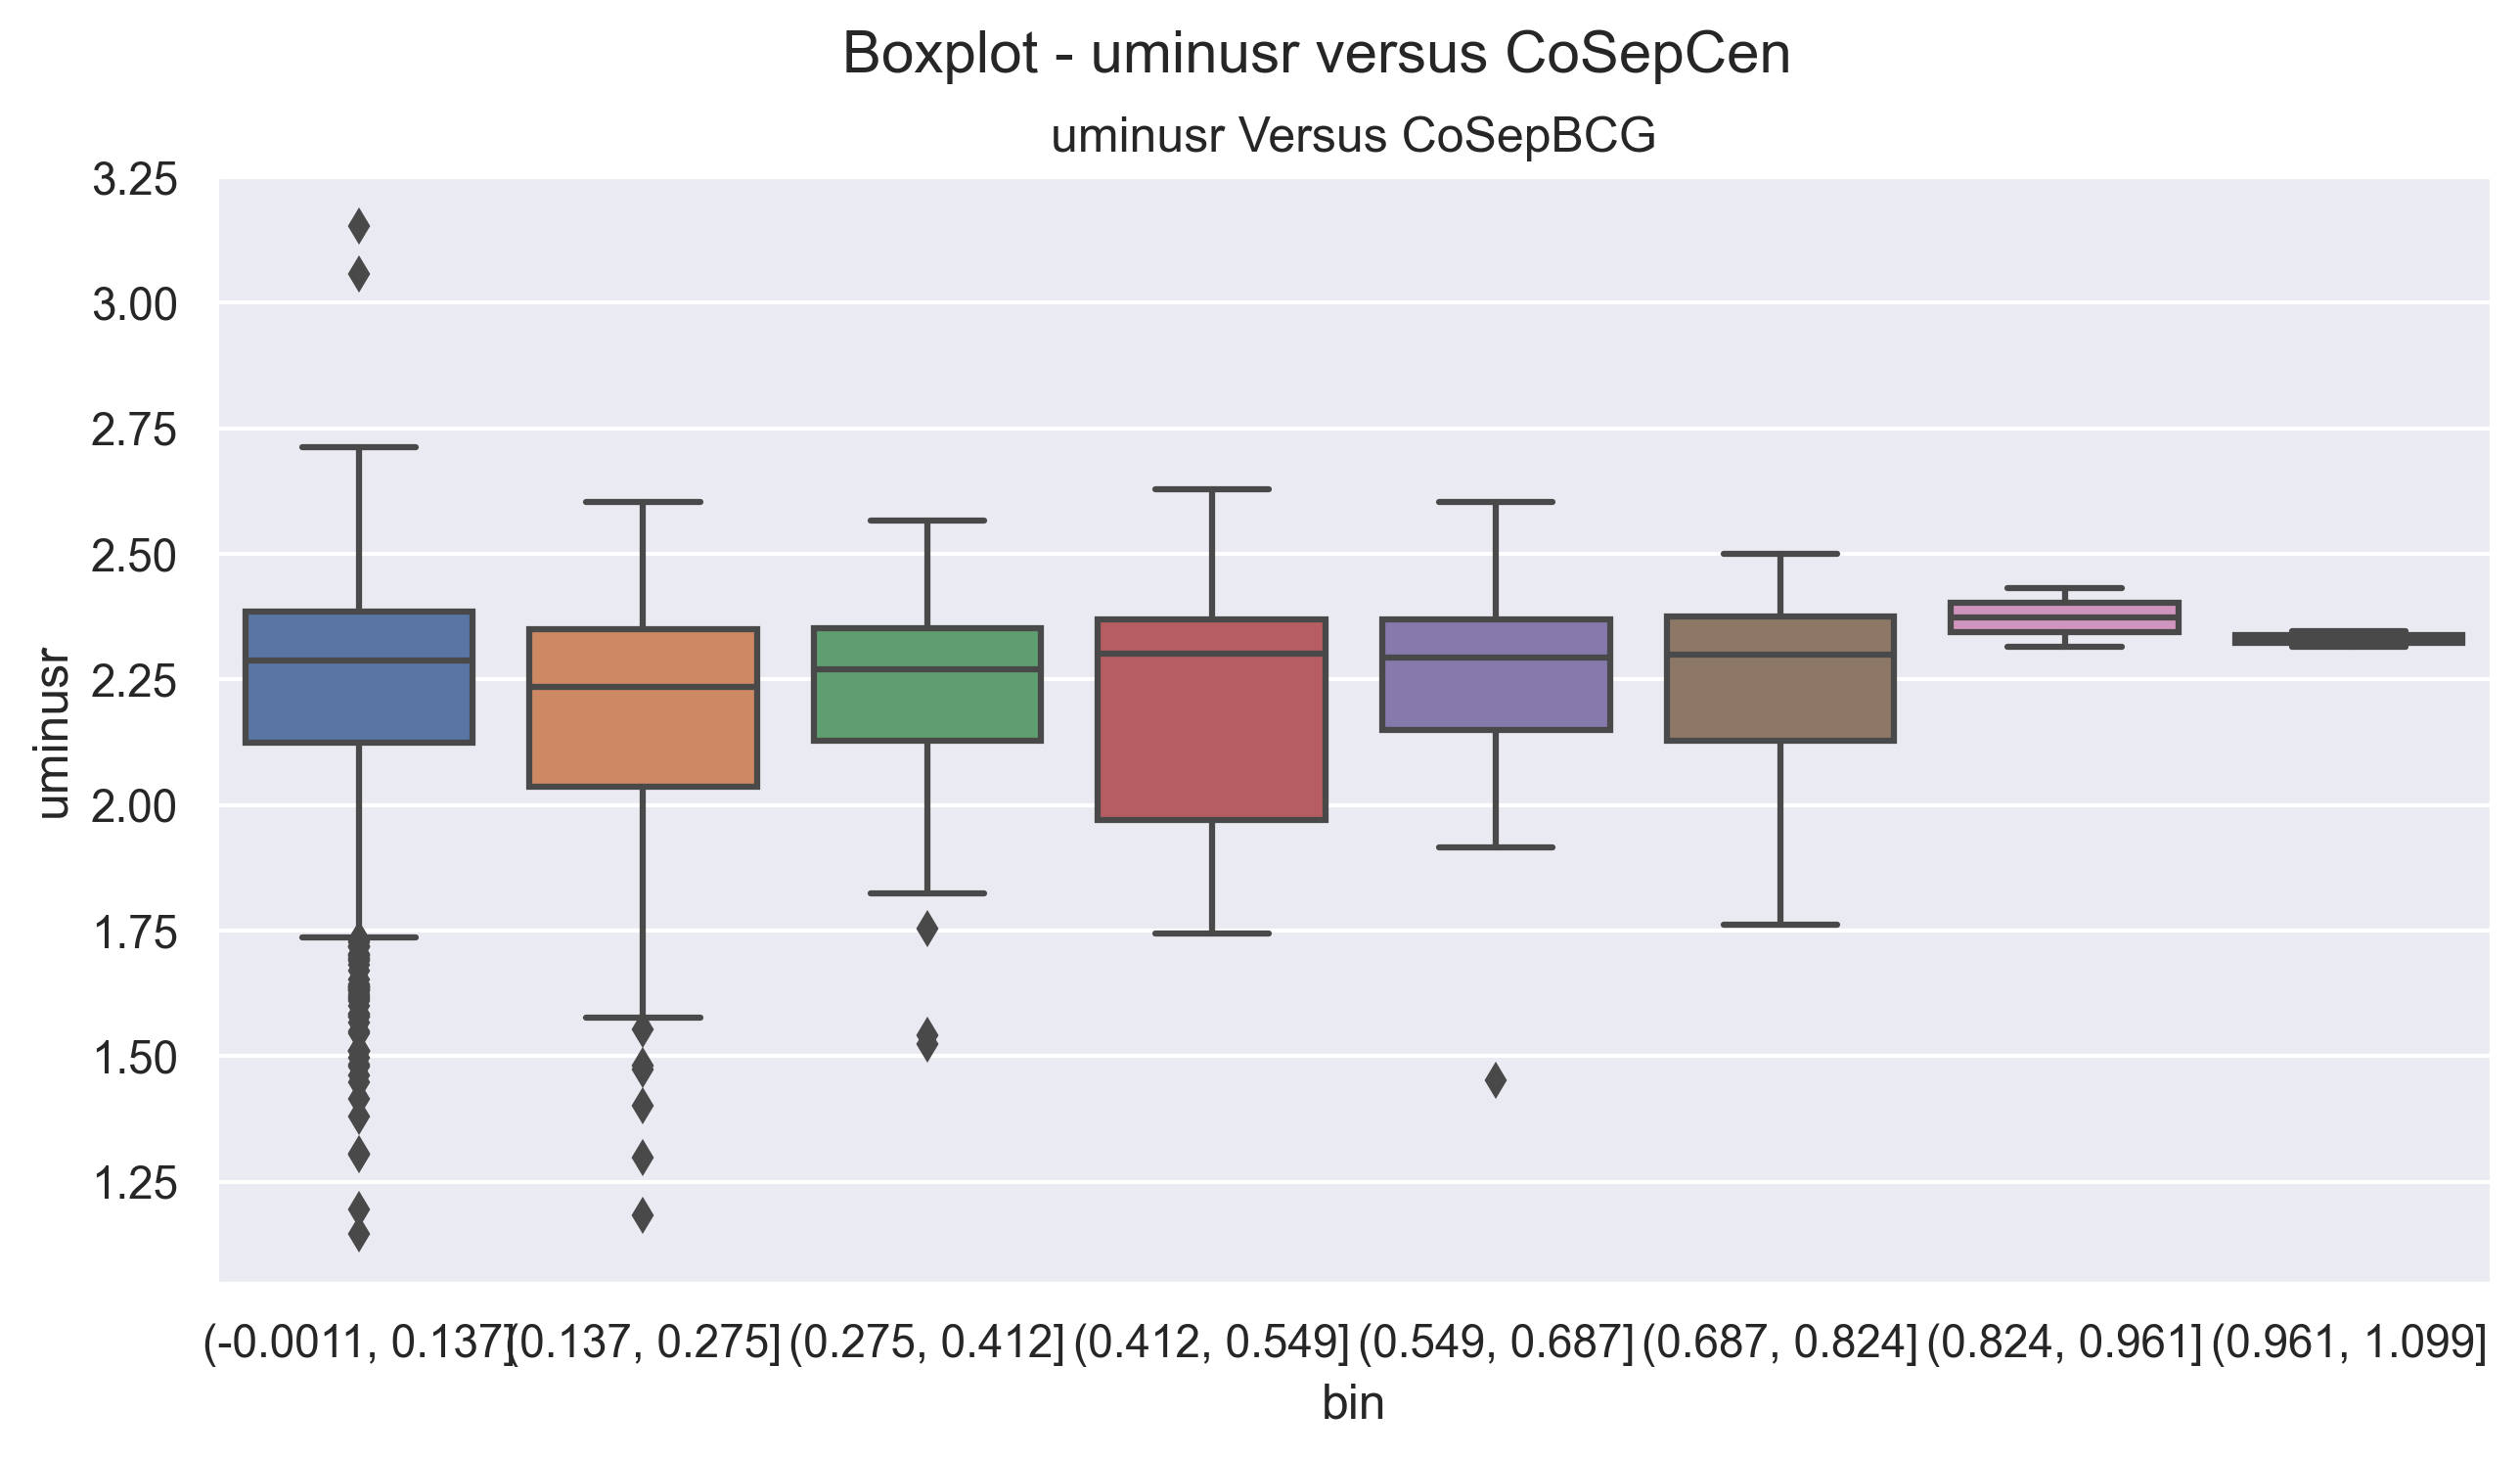 Boxplot - uminusr versus CoSepCen
uminusr Versus CoSepBCG
3.25
3.00
2.75
2.50
2.25
2.00
1.75
1.50
1.25
uminusr
(-0.0011, 0.137] (0.137, 0.275] (0.275, 0.412] (0.412, 0.549] (0.549, 0.687] (0.687, 0.824] (0.824, 0.961] (0.961, 1.099]
bin